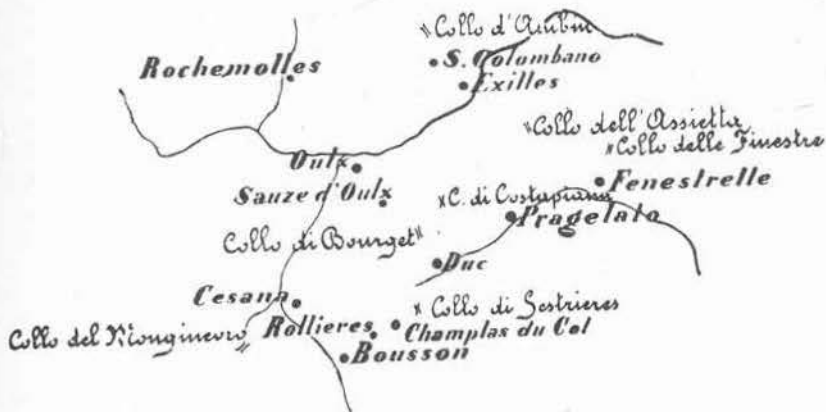 Collo d'Ambin
S. Colombano
Rochemolles
Exilles
Collo dell'Assietta
Collo delle Finestre
Oulx
Fenestrelle
Sauze d'Oulx
C. di Costapiana
Pragelato
Collo di Bourget
Duc
Cesana
Collo di Sestrieres
Rollieres
Champlas du Col
Collo del Monginevro
Bousson